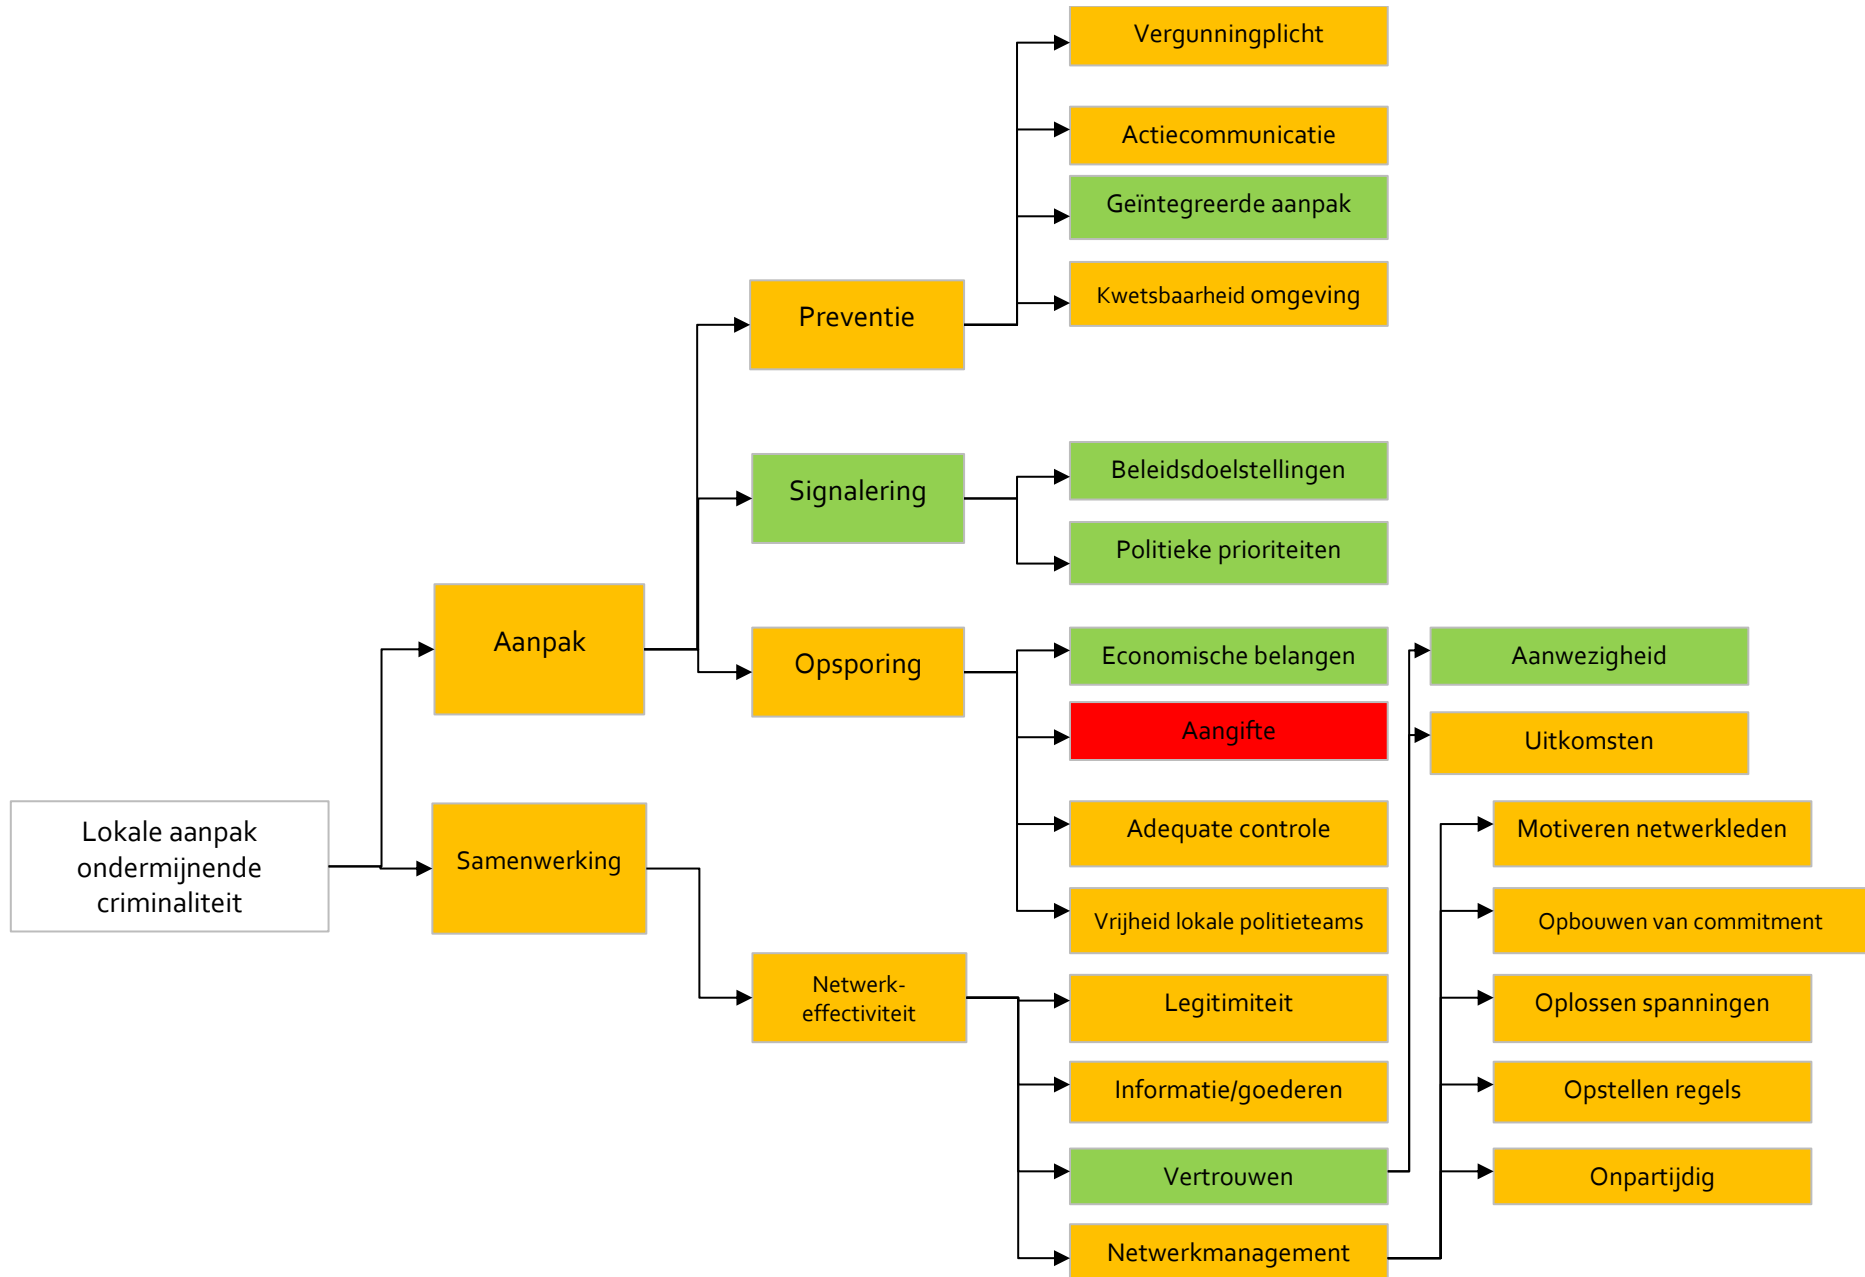 Vergunningplicht
Actiecommunicatie
Geïntegreerde aanpak
Kwetsbaarheid omgeving
Preventie
Signalering
Beleidsdoelstellingen
Politieke prioriteiten
Aanpak
Opsporing
Economische belangen
Aanwezigheid
Aangifte
Uitkomsten
Adequate controle
Motiveren netwerkleden
Lokale aanpak
ondermijnende
criminaliteit
Samenwerking
Vrijheid lokale politieteams
Opbouwen van commitment
Netwerk-
effectiviteit
Legitimiteit
Oplossen spanningen
Informatie/goederen
Opstellen regels
Vertrouwen
Onpartijdig
Netwerkmanagement